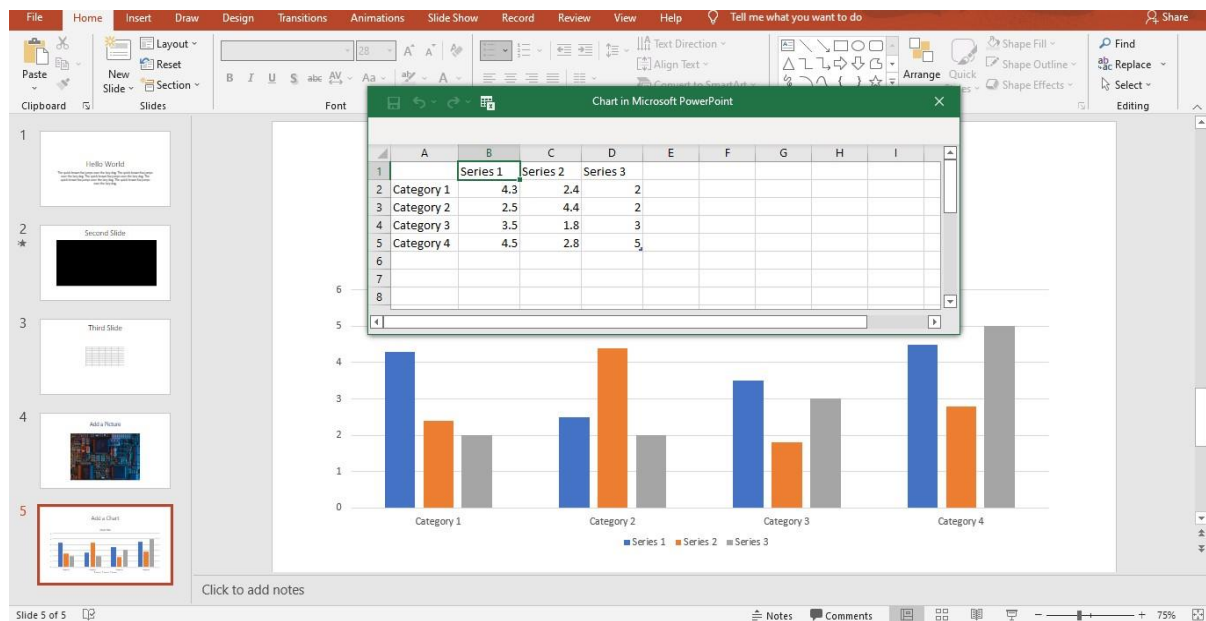 File Home Insert Draw Design Transitions Animations Slide Show Record Review View Help Tell me what you want to do Share
Paste
New
Slide
Layout
Reset
Section
28
Text Direction
Align Text
Convert to SmartArt
Arrange
Quick
Shape Fill
Shape Outline
Shape Effects
Find
Replace
Select
Clipboard Slides Font Editing
Chart in Microsoft PowerPoint
A B C D E F G H I
1 Series 1 Series 2 Series 3
2 Category 1 4.3 2.4 2
3 Category 2 2.5 4.4 2
4 Category 3 3.5 1.8 3
5 Category 4 4.5 2.8 5
6
7
8
1
Hello World
2
Second Slide
3
Third Slide
4
Add a Picture
5
Add a Chart
6
5
4
3
2
1
0
Category 1 Category 2 Category 3 Category 4
Series 1 Series 2 Series 3
Click to add notes
Slide 5 of 5 Notes Comments 75%